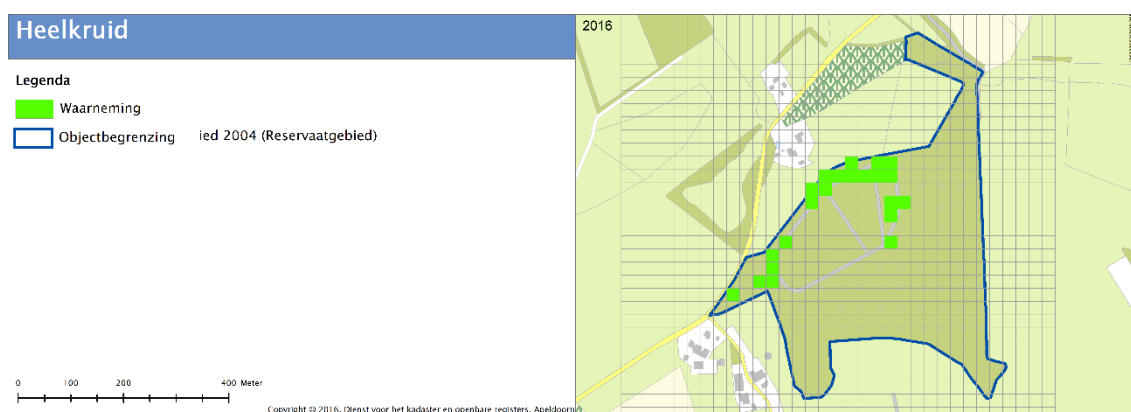 Heelkruid
Legenda
Waarneming
Objectbegrenzing ied 2004 (Reservaatgebied)
0 100 200 400 Meter
Copyright © 2016, Dienst voor het kadaster en openbare registers, Apeldoorn
2016